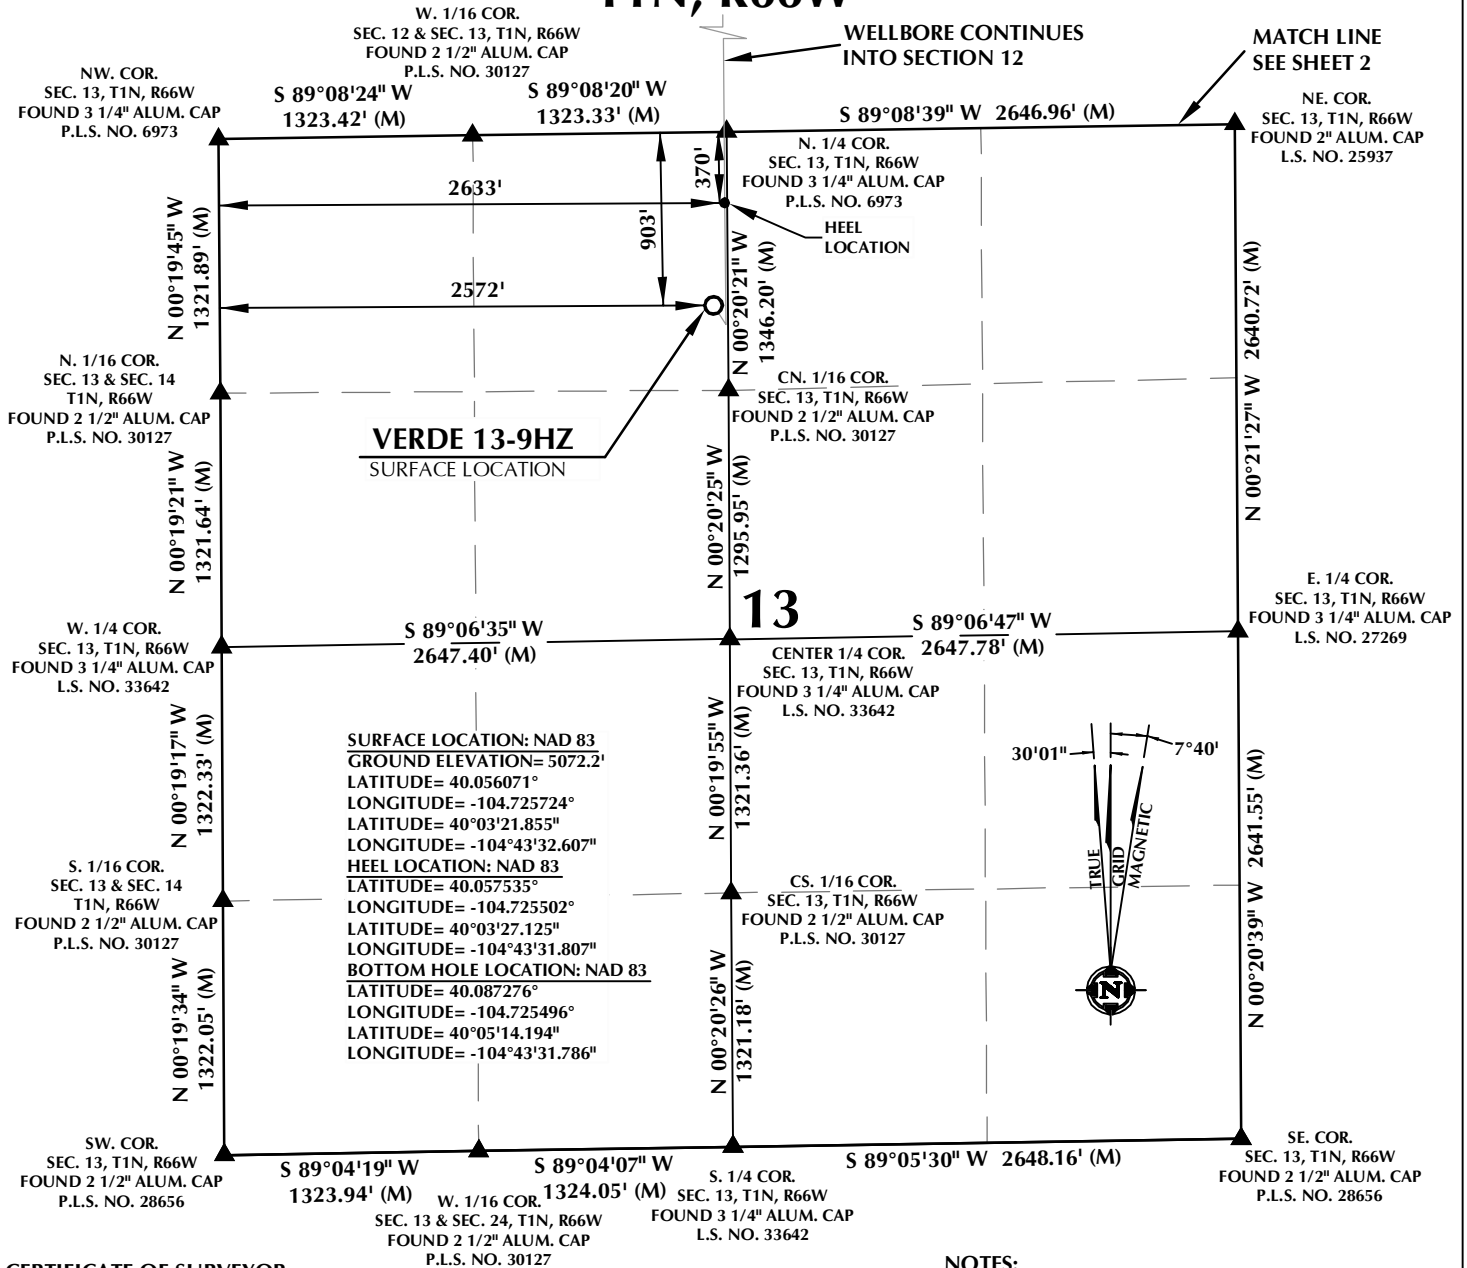 T1N, R66W
W. 1/16 COR.
SEC. 12 & SEC. 13, T1N, R66W
FOUND 2 1/2" ALUM. CAP
P.L.S. NO. 30127
WELLBORE CONTINUES
INTO SECTION 12
MATCH LINE
SEE SHEET 2
NW. COR.
SEC. 13, T1N, R66W
FOUND 3 1/4" ALUM. CAP
P.L.S. NO. 6973
S 89°08'24" W
1323.42' (M)
S 89°08'20" W
1323.33' (M)
S 89°08'39" W 2646.96' (M)
NE. COR.
SEC. 13, T1N, R66W
FOUND 2" ALUM. CAP
L.S. NO. 25937
N. 1/4 COR.
SEC. 13, T1N, R66W
FOUND 3 1/4" ALUM. CAP
P.L.S. NO. 6973
370'
2633'
903'
HEEL
LOCATION
N 00°19'45" W
1321.89' (M)
2572'
N 00°20'21" W
1346.20' (M)
N 00°21'27" W 2640.72' (M)
N. 1/16 COR.
SEC. 13 & SEC. 14
T1N, R66W
FOUND 2 1/2" ALUM. CAP
P.L.S. NO. 30127
CN. 1/16 COR.
SEC. 13, T1N, R66W
FOUND 2 1/2" ALUM. CAP
P.L.S. NO. 30127
VERDE 13-9HZ
SURFACE LOCATION
N 00°19'21" W
1321.64' (M)
N 00°20'25" W
1295.95' (M)
13
W. 1/4 COR.
SEC. 13, T1N, R66W
FOUND 3 1/4" ALUM. CAP
L.S. NO. 33642
S 89°06'35" W
2647.40' (M)
S 89°06'47" W
2647.78' (M)
E. 1/4 COR.
SEC. 13, T1N, R66W
FOUND 3 1/4" ALUM. CAP
L.S. NO. 27269
CENTER 1/4 COR.
SEC. 13, T1N, R66W
FOUND 3 1/4" ALUM. CAP
L.S. NO. 33642
N 00°19'17" W
1322.33' (M)
SURFACE LOCATION: NAD 83
GROUND ELEVATION= 5072.2'
LATITUDE= 40.056071°
LONGITUDE= -104.725724°
LATITUDE= 40°03'21.855"
LONGITUDE= -104°43'32.607"
HEEL LOCATION: NAD 83
LATITUDE= 40.057535°
LONGITUDE= -104.725502°
LATITUDE= 40°03'27.125"
LONGITUDE= -104°43'31.807"
BOTTOM HOLE LOCATION: NAD 83
LATITUDE= 40.087276°
LONGITUDE= -104.725496°
LATITUDE= 40°05'14.194"
LONGITUDE= -104°43'31.786"
N 00°19'55" W
1321.36' (M)
30'01"
7°40'
TRUE
GRID
MAGNETIC
N
N 00°20'39" W 2641.55' (M)
S. 1/16 COR.
SEC. 13 & SEC. 14
T1N, R66W
FOUND 2 1/2" ALUM. CAP
P.L.S. NO. 30127
CS. 1/16 COR.
SEC. 13, T1N, R66W
FOUND 2 1/2" ALUM. CAP
P.L.S. NO. 30127
N 00°19'34" W
1322.05' (M)
N 00°20'26" W
1321.18' (M)
SW. COR.
SEC. 13, T1N, R66W
FOUND 2 1/2" ALUM. CAP
P.L.S. NO. 28656
S 89°04'19" W
1323.94' (M)
S 89°04'07" W
1324.05' (M)
W. 1/16 COR.
SEC. 13 & SEC. 24, T1N, R66W
FOUND 2 1/2" ALUM. CAP
P.L.S. NO. 30127
S. 1/4 COR.
SEC. 13, T1N, R66W
FOUND 3 1/4" ALUM. CAP
L.S. NO. 33642
S 89°05'30" W 2648.16' (M)
SE. COR.
SEC. 13, T1N, R66W
FOUND 2 1/2" ALUM. CAP
P.L.S. NO. 28656
CERTIFICATE OF SURVEYOR
NOTES: